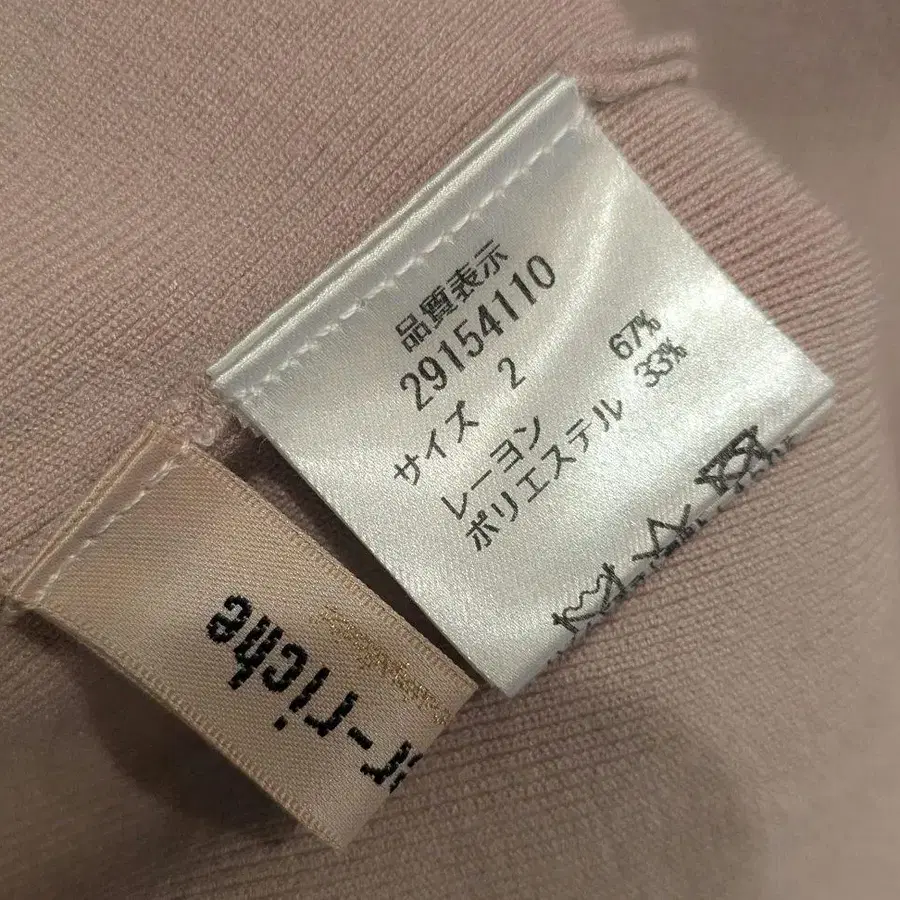 品質表示
29154110
サイズ 2
レーヨン 67%
ポリエステル 33%
r-riche